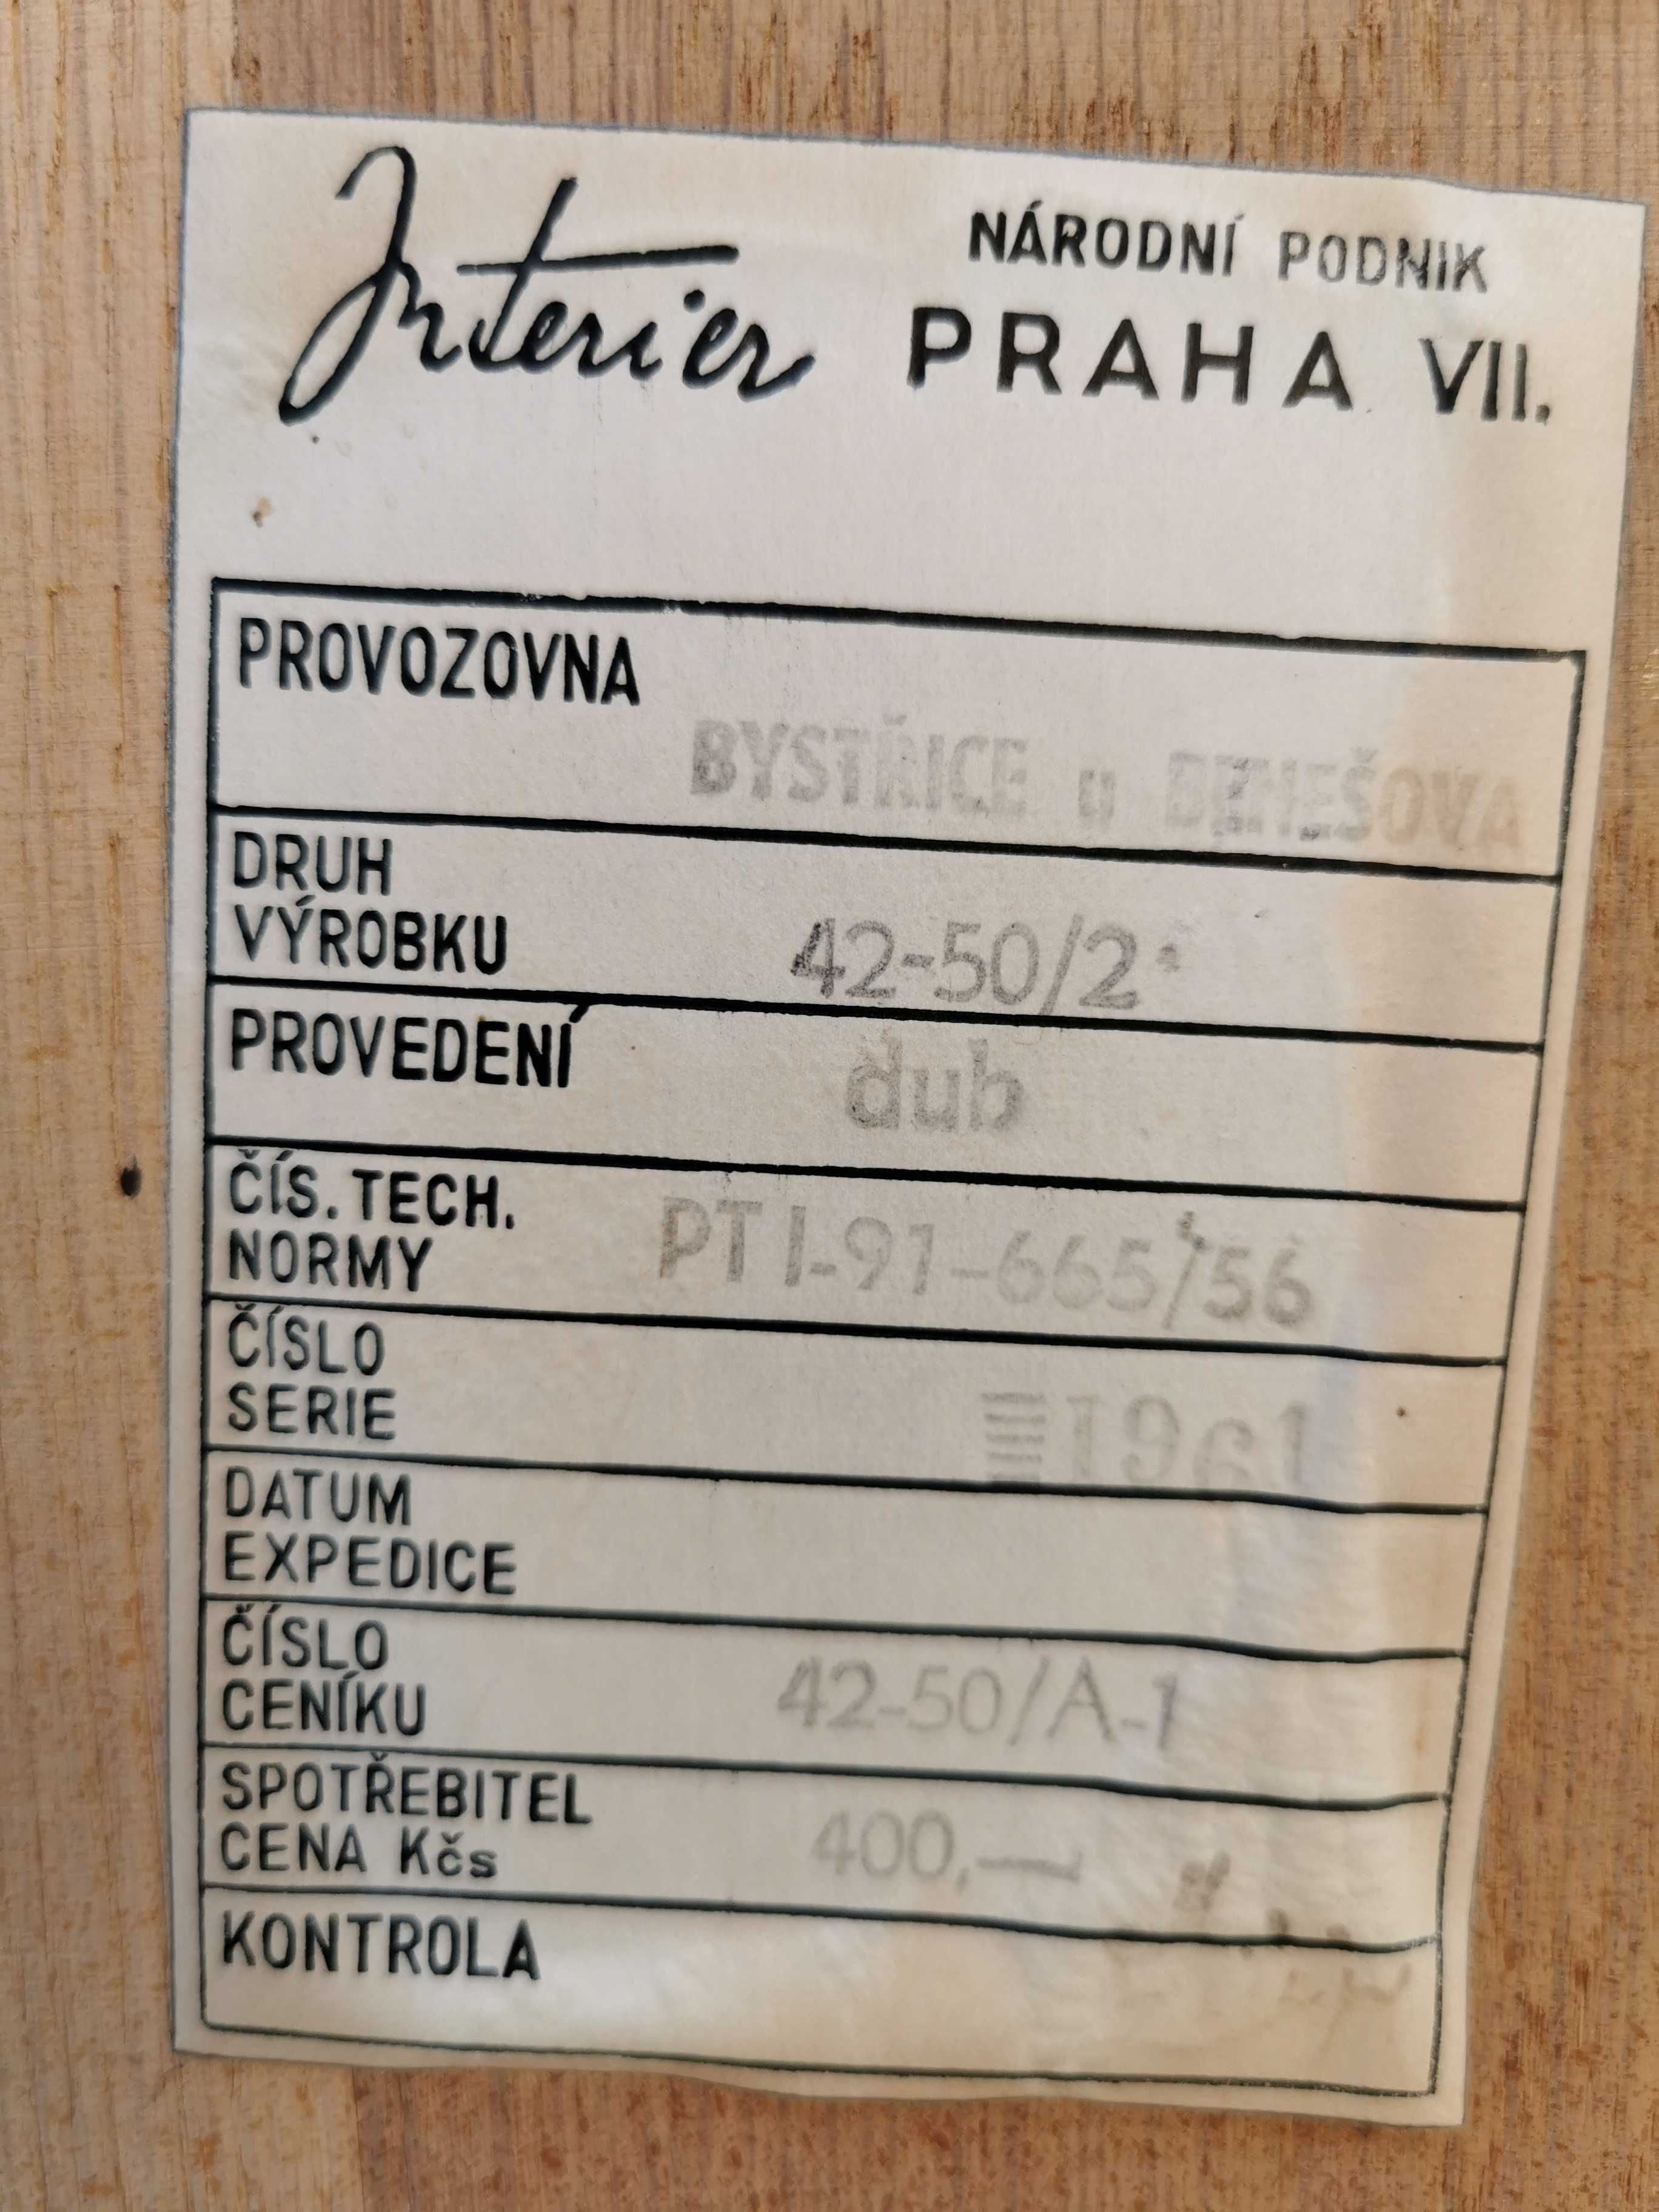 Interier
NÁRODNÍ PODNIK
PRAHA VII.
PROVOZOVNA
BYSTŘICE u BENEŠOVA
DRUH
VÝROBKU
42-50/2
PROVEDENÍ
dub
ČÍS. TECH.
NORMY
PT I-91-665/56
ČÍSLO
SERIE
1961
DATUM
EXPEDICE
ČÍSLO
CENÍKU
42-50/A-1
SPOTŘEBITEL
CENA Kčs
400,—
KONTROLA